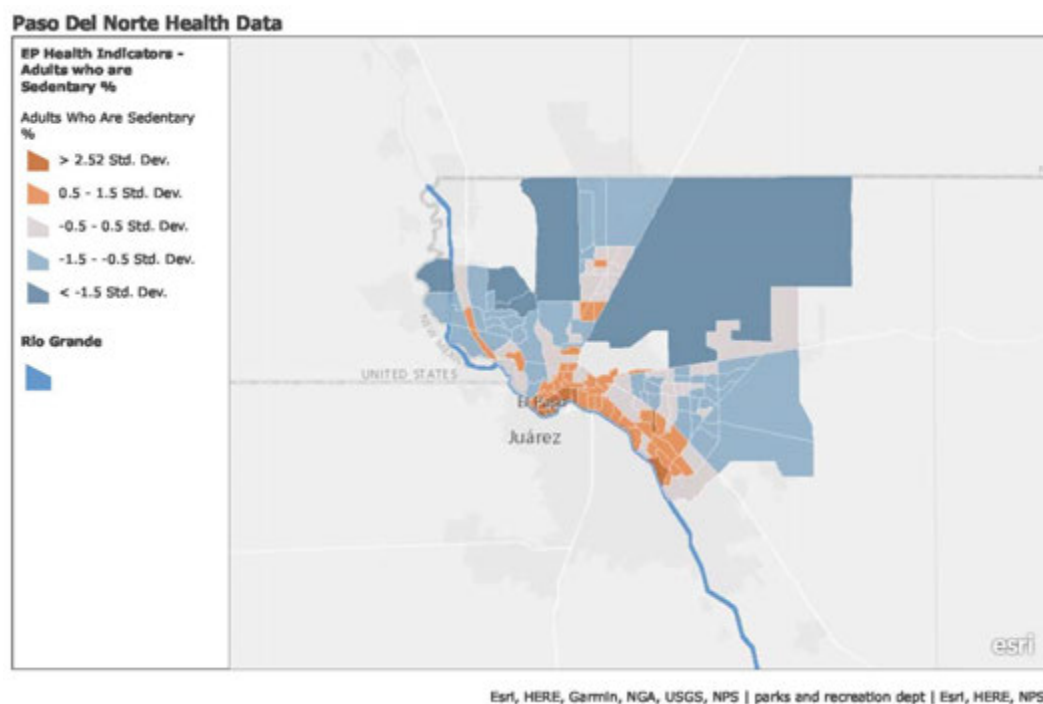 Paso Del Norte Health Data
EP Health Indicators -
Adults who are
Sedentary %
Adults Who Are Sedentary
%
> 2.52 Std. Dev.
0.5 - 1.5 Std. Dev.
-0.5 - 0.5 Std. Dev.
-1.5 - -0.5 Std. Dev.
< -1.5 Std. Dev.
Rio Grande
NEW MEXI
UNITED STATES
El Paso
Juárez
esri
Esri, HERE, Garmin, NGA, USGS, NPS | parks and recreation dept | Esri, HERE, NPS